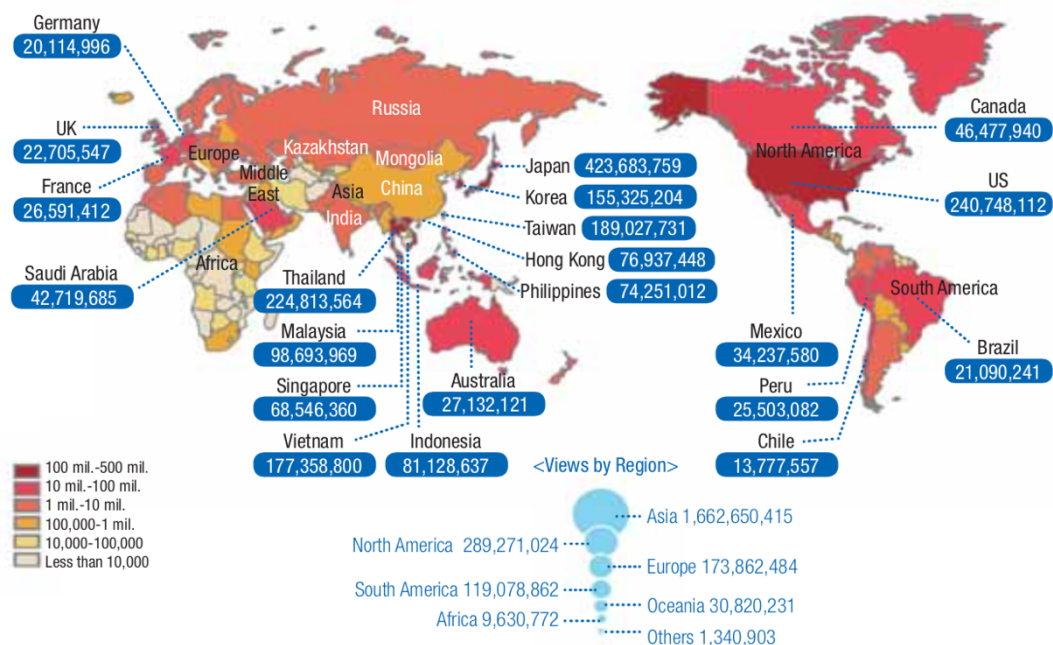 Germany
20,114,996
UK
22,705,547
France
26,591,412
Saudi Arabia
42,719,685
Russia
Kazakhstan
Mongolia
Europe
Middle
East
Asia
China
India
Africa
Japan 423,683,759
Korea 155,325,204
Taiwan 189,027,731
Hong Kong 76,937,448
Philippines 74,251,012
Thailand
224,813,564
Malaysia
98,693,969
Singapore
68,546,360
Vietnam
177,358,800
Indonesia
81,128,637
Australia
27,132,121
Canada
46,477,940
North America
US
240,748,112
South America
Mexico
34,237,580
Brazil
21,090,241
Peru
25,503,082
Chile
13,777,557
100 mil.-500 mil.
10 mil.-100 mil.
1 mil.-10 mil.
100,000-1 mil.
10,000-100,000
Less than 10,000
<Views by Region>
Asia 1,662,650,415
North America 289,271,024
Europe 173,862,484
South America 119,078,862
Oceania 30,820,231
Africa 9,630,772
Others 1,340,903